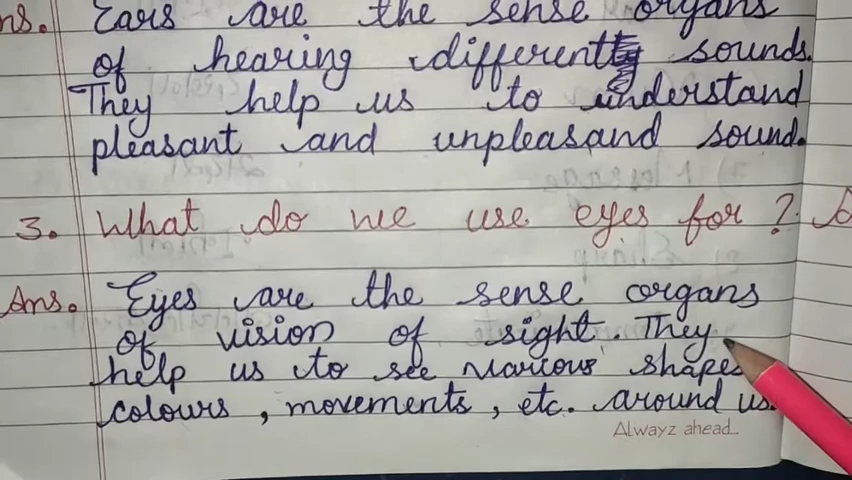 ns. Ears are the sense organs
of hearing different sounds.
They help us to understand
pleasant and unpleasand sound.
3. What do we use eyes for ?
Ans. Eyes are the sense organs
of vision of sight. They
help us to see various shapes
colours, movements, etc. around us.
Alwayz ahead...